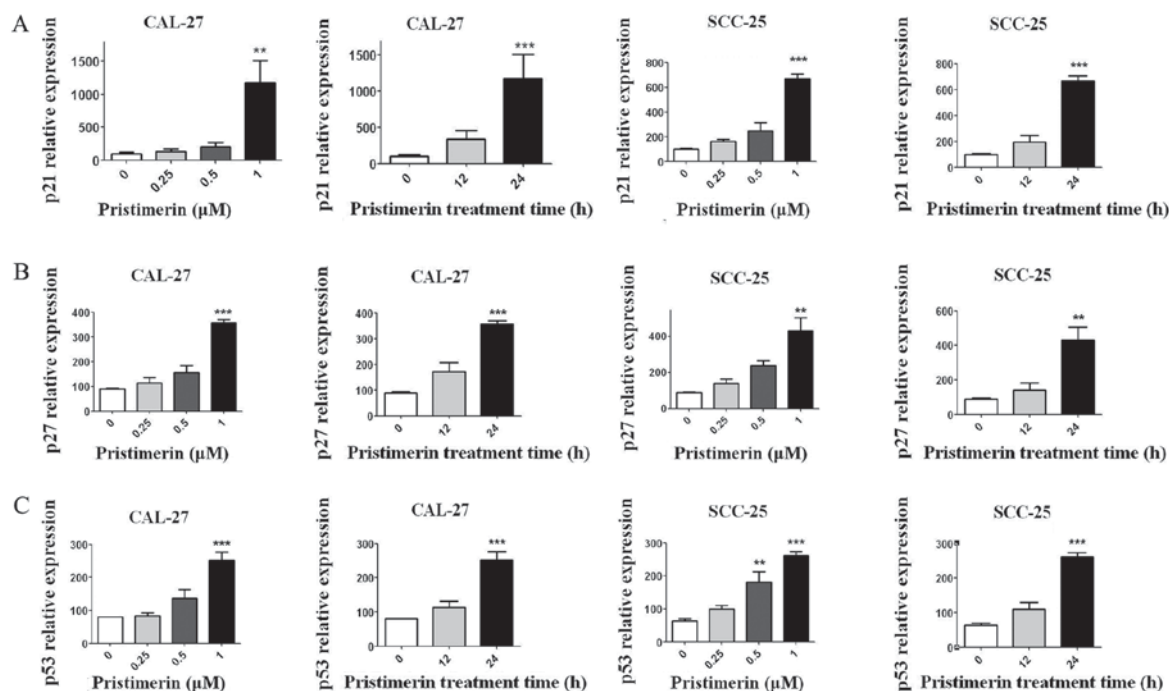 A
CAL-27
p21 relative expression
1500
1000
500
0
**
0
0.25
0.5
1
Pristimerin (µM)
CAL-27
p21 relative expression
1500
1000
500
0
***
0
12
24
Pristimerin treatment time (h)
SCC-25
p21 relative expression
800
600
400
200
0
***
0
0.25
0.5
1
Pristimerin (µM)
SCC-25
p21 relative expression
800
600
400
200
0
***
0
12
24
Pristimerin treatment time (h)
B
CAL-27
p27 relative expression
400
300
200
100
0
***
0
0.25
0.5
1
Pristimerin (µM)
CAL-27
p27 relative expression
400
300
200
100
0
***
0
12
24
Pristimerin treatment time (h)
SCC-25
p27 relative expression
400
200
0
**
0
0.25
0.5
1
Pristimerin (µM)
SCC-25
p27 relative expression
600
400
200
0
**
0
12
24
Pristimerin treatment time (h)
C
CAL-27
p53 relative expression
300
200
100
0
***
0
0.25
0.5
1
Pristimerin (µM)
CAL-27
p53 relative expression
300
200
100
0
***
0
12
24
Pristimerin treatment time (h)
SCC-25
p53 relative expression
300
200
100
0
**
***
0
0.25
0.5
1
Pristimerin (µM)
SCC-25
p53 relative expression
300
200
100
0
***
0
12
24
Pristimerin treatment time (h)